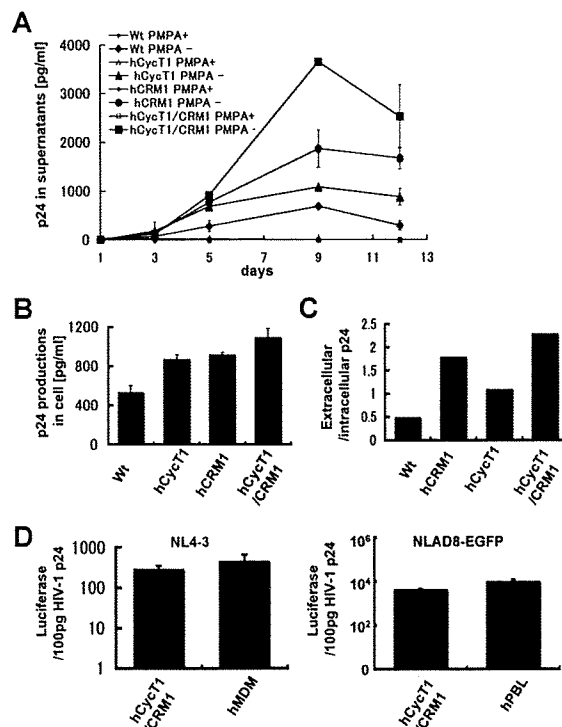 A
Wt PMPA+
Wt PMPA −
hCycT1 PMPA+
hCycT1 PMPA −
hCRM1 PMPA+
hCRM1 PMPA −
hCycT1/CRM1 PMPA+
hCycT1/CRM1 PMPA −
p24 in supernatants [pg/ml]
4000
3000
2000
1000
0
1 3 5 7 9 11 13
days
B
p24 productions
in cell [pg/ml]
1200
900
600
300
0
Wt
hCycT1
hCRM1
hCycT1
/CRM1
C
Extracellular
/intracellular p24
2.5
2
1.5
1
0.5
0
Wt
hCRM1
hCycT1
hCycT1
/CRM1
D
NL4-3
Luciferase
/100pg HIV-1 p24
1000
100
10
1
hCycT1
/CRM1
hMDM
NLAD8-EGFP
Luciferase
/100pg HIV-1 p24
10⁶
10⁴
10²
0
hCycT1
/CRM1
hPBL